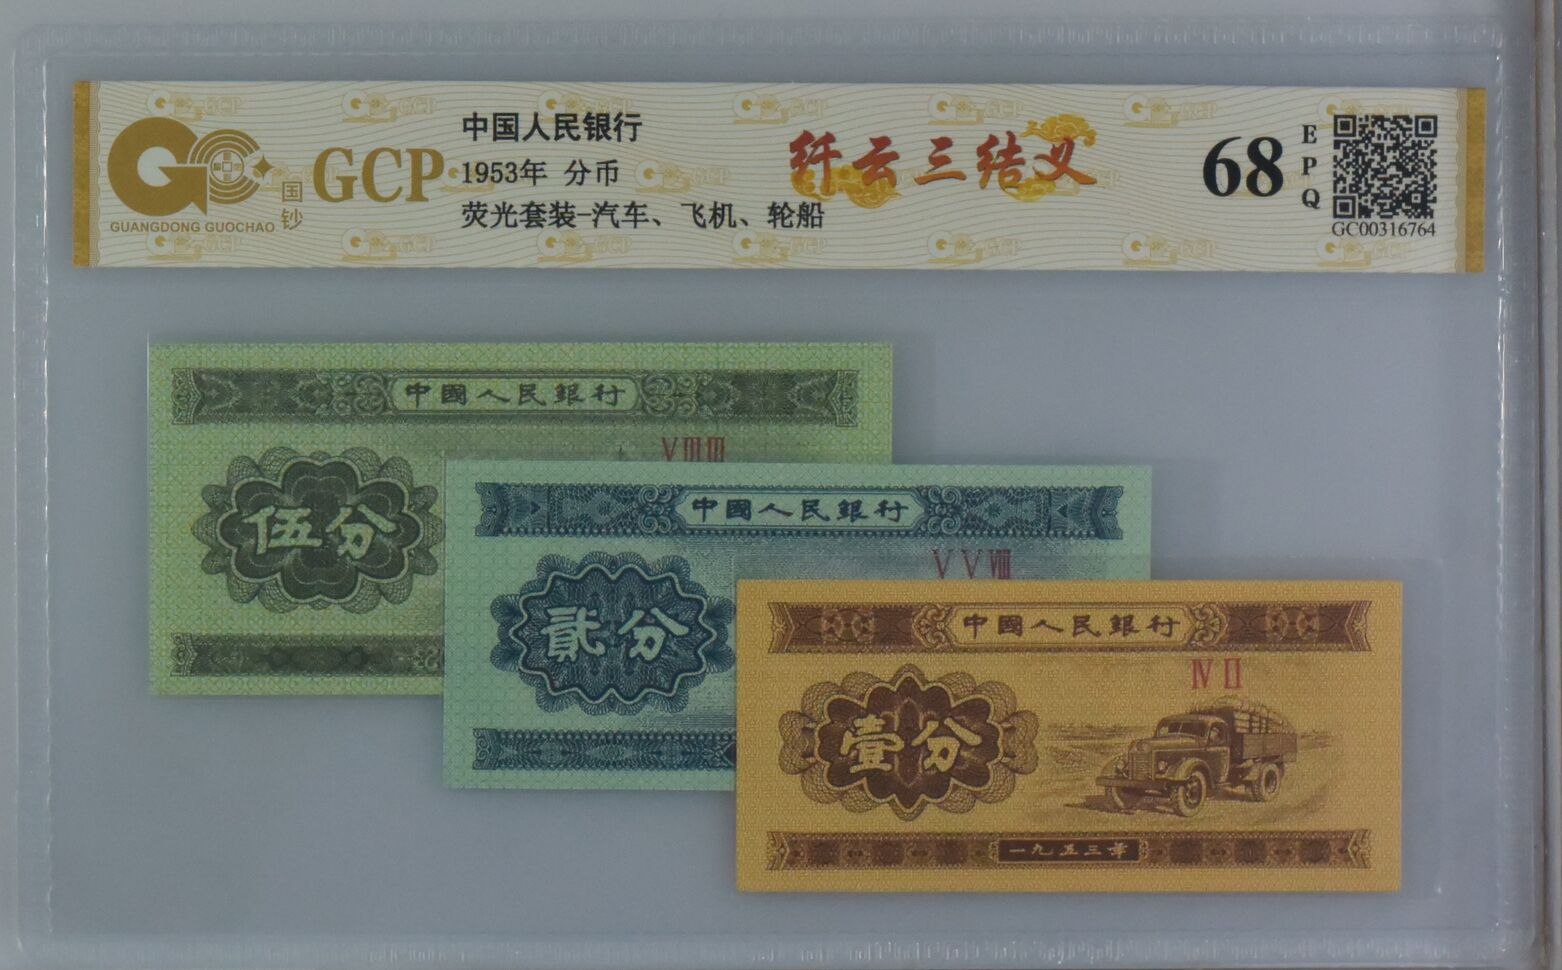 GUANGDONG GUOCHAO
国钞
GCP
中国人民银行
1953年 分币
荧光套装-汽车、飞机、轮船
纤云三结义
68
EPQ
GC00316764
中國人民銀行
V III III
伍分
中國人民銀行
V V VIII
貳分
中國人民銀行
IV II
壹分
一九五三年